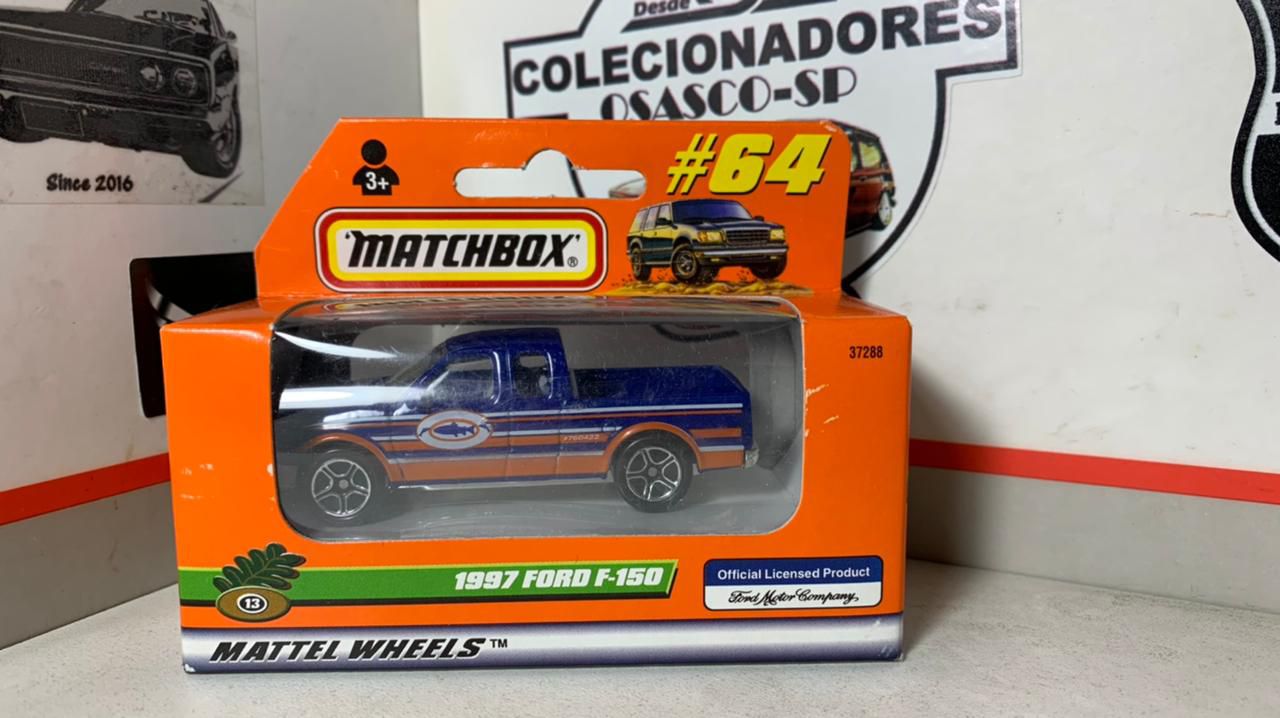 Desde
COLECIONADORES
OSASCO-SP
Since 2016
3+
#64
'MATCHBOX'®
37288
#760422
1997 FORD F-150
13
Official Licensed Product
Ford Motor Company,
MATTEL WHEELS™